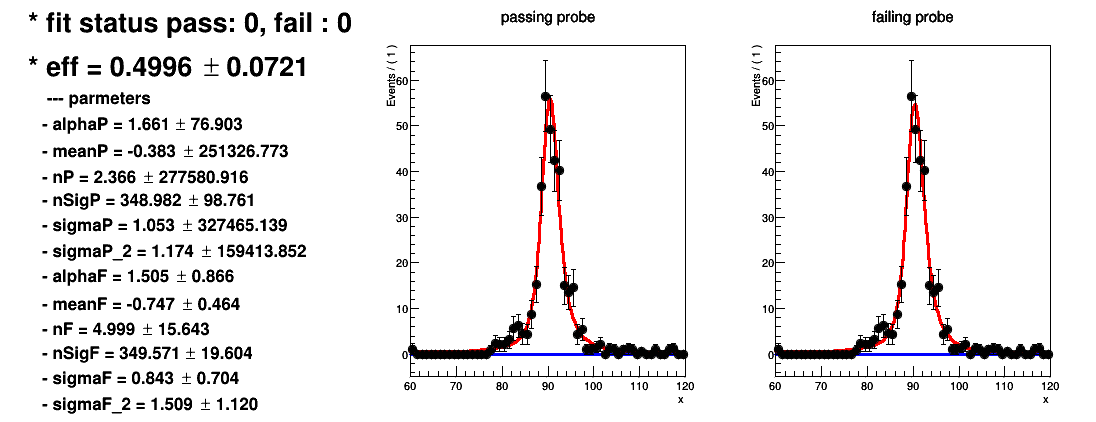 * fit status pass: 0, fail : 0
* eff = 0.4996 ± 0.0721
--- parmeters
- alphaP = 1.661 ± 76.903
- meanP = -0.383 ± 251326.773
- nP = 2.366 ± 277580.916
- nSigP = 348.982 ± 98.761
- sigmaP = 1.053 ± 327465.139
- sigmaP_2 = 1.174 ± 159413.852
- alphaF = 1.505 ± 0.866
- meanF = -0.747 ± 0.464
- nF = 4.999 ± 15.643
- nSigF = 349.571 ± 19.604
- sigmaF = 0.843 ± 0.704
- sigmaF_2 = 1.509 ± 1.120
passing probe
Events / ( 1 )
60
50
40
30
20
10
0
60 70 80 90 100 110 120
x
failing probe
Events / ( 1 )
60
50
40
30
20
10
0
60 70 80 90 100 110 120
x